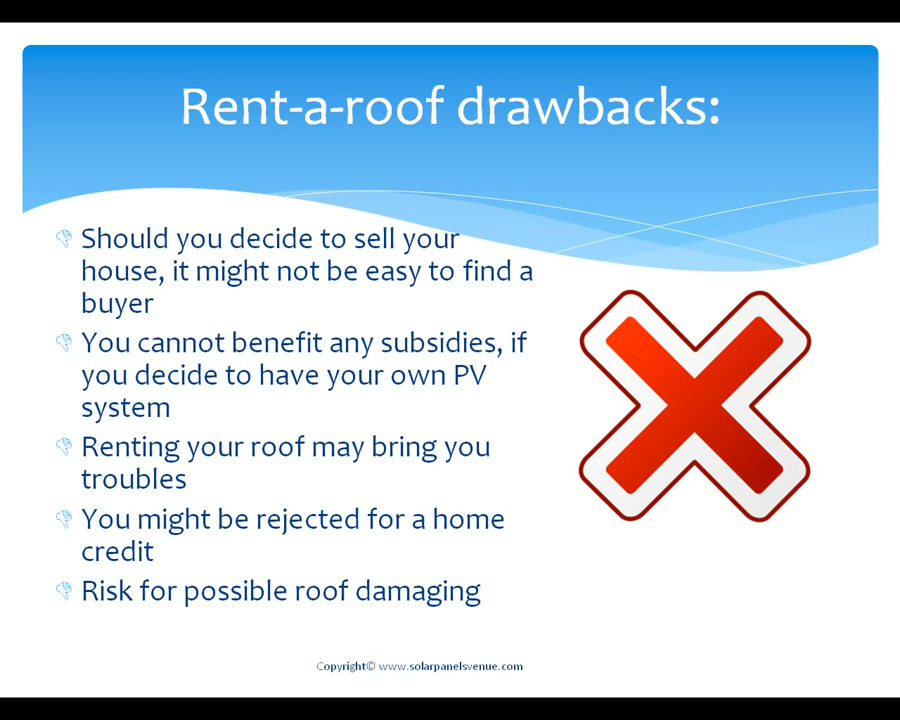 Rent-a-roof drawbacks:
Should you decide to sell your
house, it might not be easy to find a
buyer
You cannot benefit any subsidies, if
you decide to have your own PV
system
Renting your roof may bring you
troubles
You might be rejected for a home
credit
Risk for possible roof damaging
Copyright© www.solarpanelsvenue.com